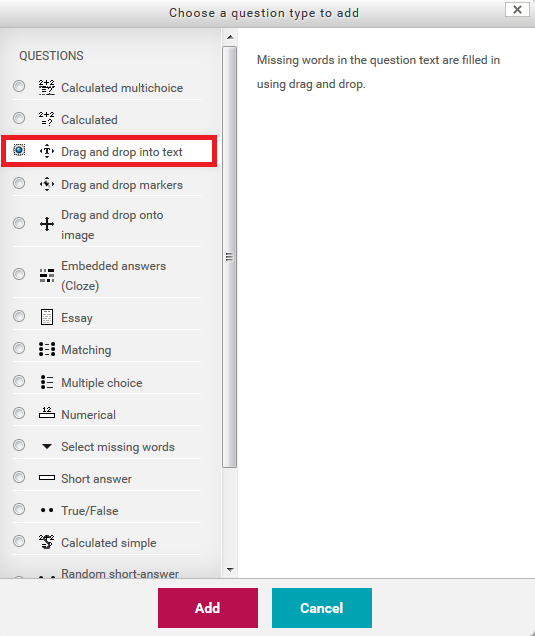 Choose a question type to add
QUESTIONS
Calculated multichoice
Calculated
Drag and drop into text
Drag and drop markers
Drag and drop onto
image
Embedded answers
(Cloze)
Essay
Matching
Multiple choice
Numerical
Select missing words
Short answer
True/False
Calculated simple
Random short-answer
Missing words in the question text are filled in
using drag and drop.
Add
Cancel